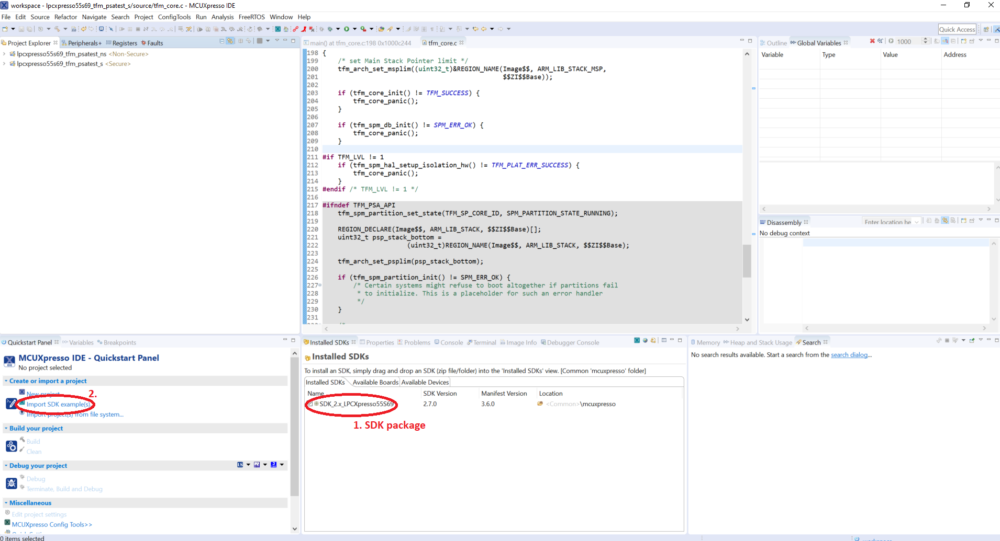 workspace - lpcxpresso55s69_tfm_psatest_s/source/tfm_core.c - MCUXpresso IDE
File Edit Source Refactor Navigate Search Project ConfigTools Run Analysis FreeRTOS Window Help
Quick Access
Project Explorer Peripherals+ Registers Faults
lpcxpresso55s69_tfm_psatest_ns <Non-Secure>
lpcxpresso55s69_tfm_psatest_s <Secure>
main() at tfm_core.c:198 0x1000c244 tfm_core.c
198 {
199 /* set Main Stack Pointer limit */
200 tfm_arch_set_msplim((uint32_t)&REGION_NAME(Image$$, ARM_LIB_STACK_MSP,
201 $$ZI$$Base));
202
203 if (tfm_core_init() != TFM_SUCCESS) {
204 tfm_core_panic();
205 }
206
207 if (tfm_spm_db_init() != SPM_ERR_OK) {
208 tfm_core_panic();
209 }
210
211 #if TFM_LVL != 1
212 if (tfm_spm_hal_setup_isolation_hw() != TFM_PLAT_ERR_SUCCESS) {
213 tfm_core_panic();
214 }
215 #endif /* TFM_LVL != 1 */
216
217 #ifndef TFM_PSA_API
218 tfm_spm_partition_set_state(TFM_SP_CORE_ID, SPM_PARTITION_STATE_RUNNING);
219
220 REGION_DECLARE(Image$$, ARM_LIB_STACK, $$ZI$$Base)[];
221 uint32_t psp_stack_bottom =
222 (uint32_t)REGION_NAME(Image$$, ARM_LIB_STACK, $$ZI$$Base);
223
224 tfm_arch_set_psplim(psp_stack_bottom);
225
226 if (tfm_spm_partition_init() != SPM_ERR_OK) {
227 /* Certain systems might refuse to boot altogether if partitions fail
228 * to initialize. This is a placeholder for such an error handler
229 */
230 }
231
Outline Global Variables 1000
Variable Type Value Address
Disassembly Enter location he
No debug context
Quickstart Panel Variables Breakpoints
MCUXpresso IDE - Quickstart Panel
No project selected
Create or import a project
New project...
2.
Import SDK example(s)
Import project(s) from file system...
Build your project
Build
Clean
Debug your project
Debug
Terminate, Build and Debug
Miscellaneous
Edit project settings
MCUXpresso Config Tools>>
0 items selected
Installed SDKs Properties Problems Console Terminal Image Info Debugger Console
Installed SDKs
To install an SDK, simply drag and drop an SDK (zip file/folder) into the 'Installed SDKs' view. [Common 'mcuxpresso' folder]
Installed SDKs Available Boards Available Devices
Name SDK Version Manifest Version Location
SDK_2.x_LPCXpresso55S69 2.7.0 3.6.0 <Common>\mcuxpresso
1. SDK package
Memory Heap and Stack Usage Search
No search results available. Start a search from the search dialog...